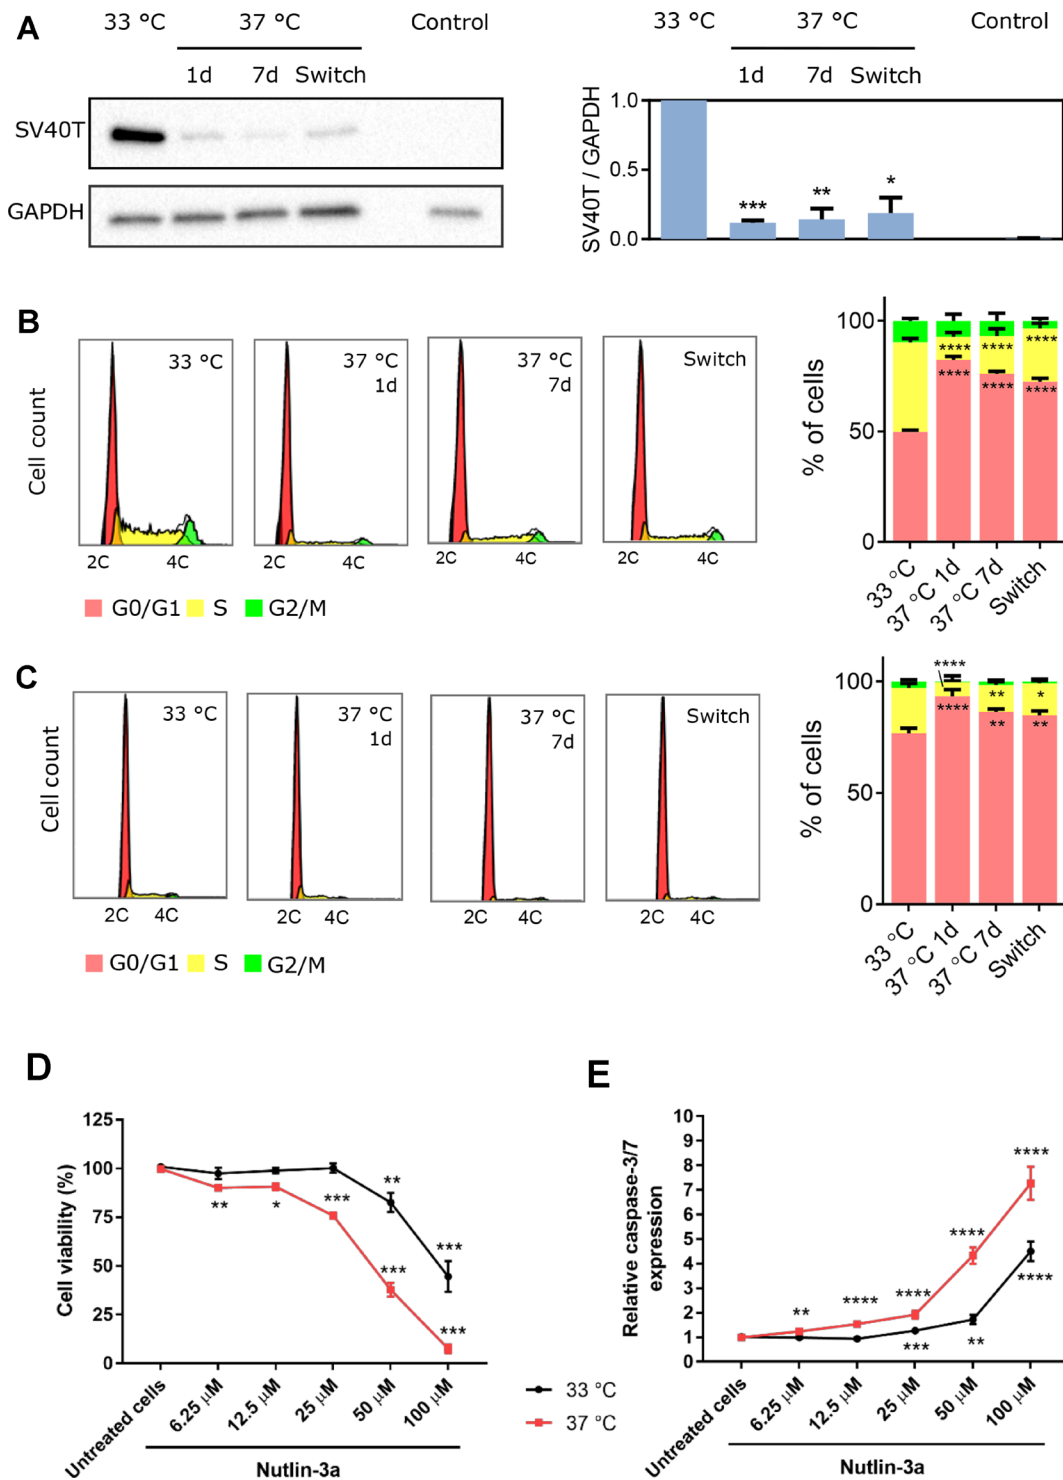 A
33 °C
37 °C
Control
1d
7d
Switch
SV40T
GAPDH
33 °C
37 °C
Control
1d
7d
Switch
SV40T / GAPDH
1.0
0.5
0.0
***
**
*
B
Cell count
33 °C
2C
4C
37 °C
1d
2C
4C
37 °C
7d
2C
4C
Switch
2C
4C
G0/G1
S
G2/M
% of cells
100
50
0
**** **** ****
**** **** ****
33 °C
37 °C 1d
37 °C 7d
Switch
C
Cell count
33 °C
2C
4C
37 °C
1d
2C
4C
37 °C
7d
2C
4C
Switch
2C
4C
G0/G1
S
G2/M
% of cells
100
50
0
****
** *
**** ** **
33 °C
37 °C 1d
37 °C 7d
Switch
D
Cell viability (%)
125
100
75
50
25
0
** ***
** * *** *** ***
Untreated cells
6.25 µM
12.5 µM
25 µM
50 µM
100 µM
Nutlin-3a
33 °C
37 °C
E
Relative caspase-3/7
expression
10
9
8
7
6
5
4
3
2
1
0
** **** **** **** ****
*** ** ****
Untreated cells
6.25 µM
12.5 µM
25 µM
50 µM
100 µM
Nutlin-3a